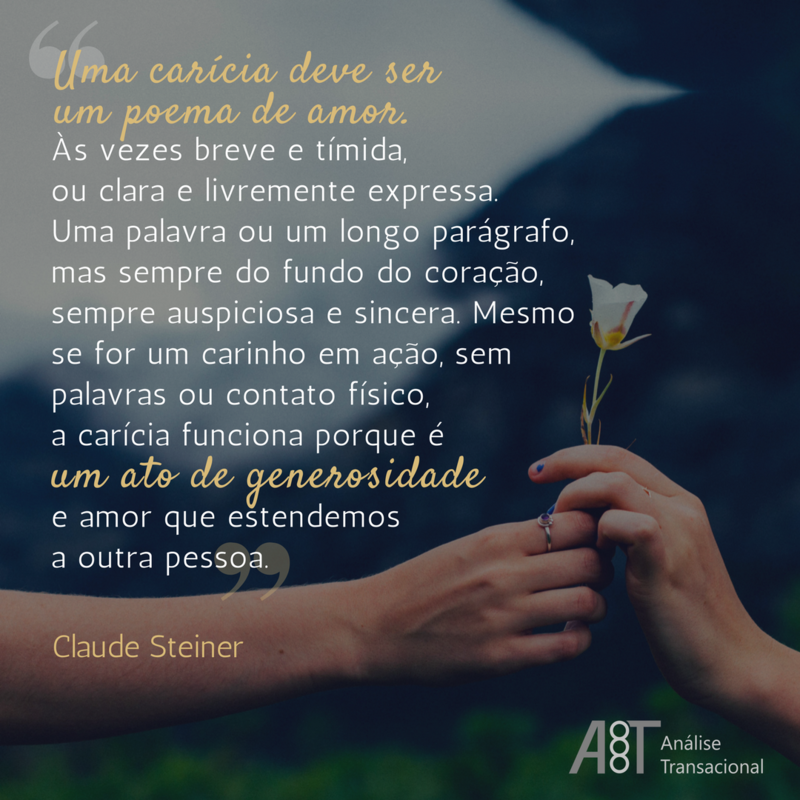 Uma carícia deve ser
um poema de amor.
Às vezes breve e tímida,
ou clara e livremente expressa.
Uma palavra ou um longo parágrafo,
mas sempre do fundo do coração,
sempre auspiciosa e sincera. Mesmo
se for um carinho em ação, sem
palavras ou contato físico,
a carícia funciona porque é
um ato de generosidade
e amor que estendemos
a outra pessoa.
Claude Steiner
A88T Análise
Transacional